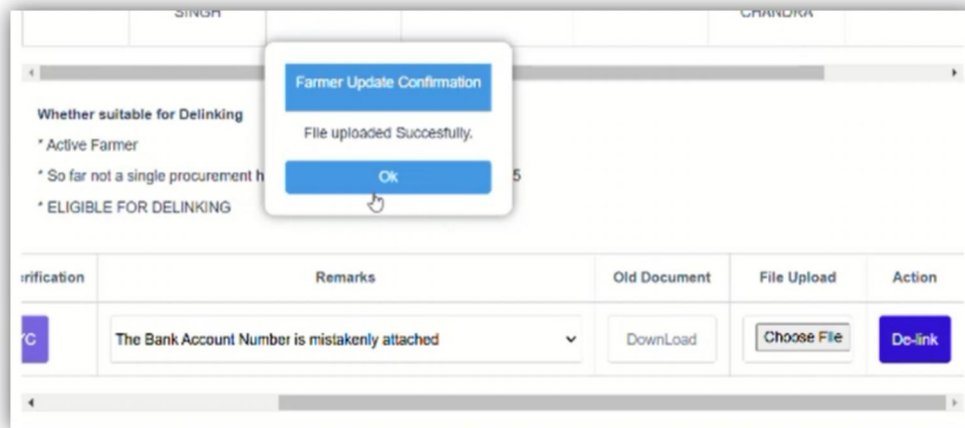 SINGH
CHANDRA
Farmer Update Confirmation
File uploaded Succesfully.
Ok
Whether suitable for Delinking
* Active Farmer
* So far not a single procurement h
5
* ELIGIBLE FOR DELINKING
erification
Remarks
Old Document
File Upload
Action
YC
The Bank Account Number is mistakenly attached
DownLoad
Choose File
De-link